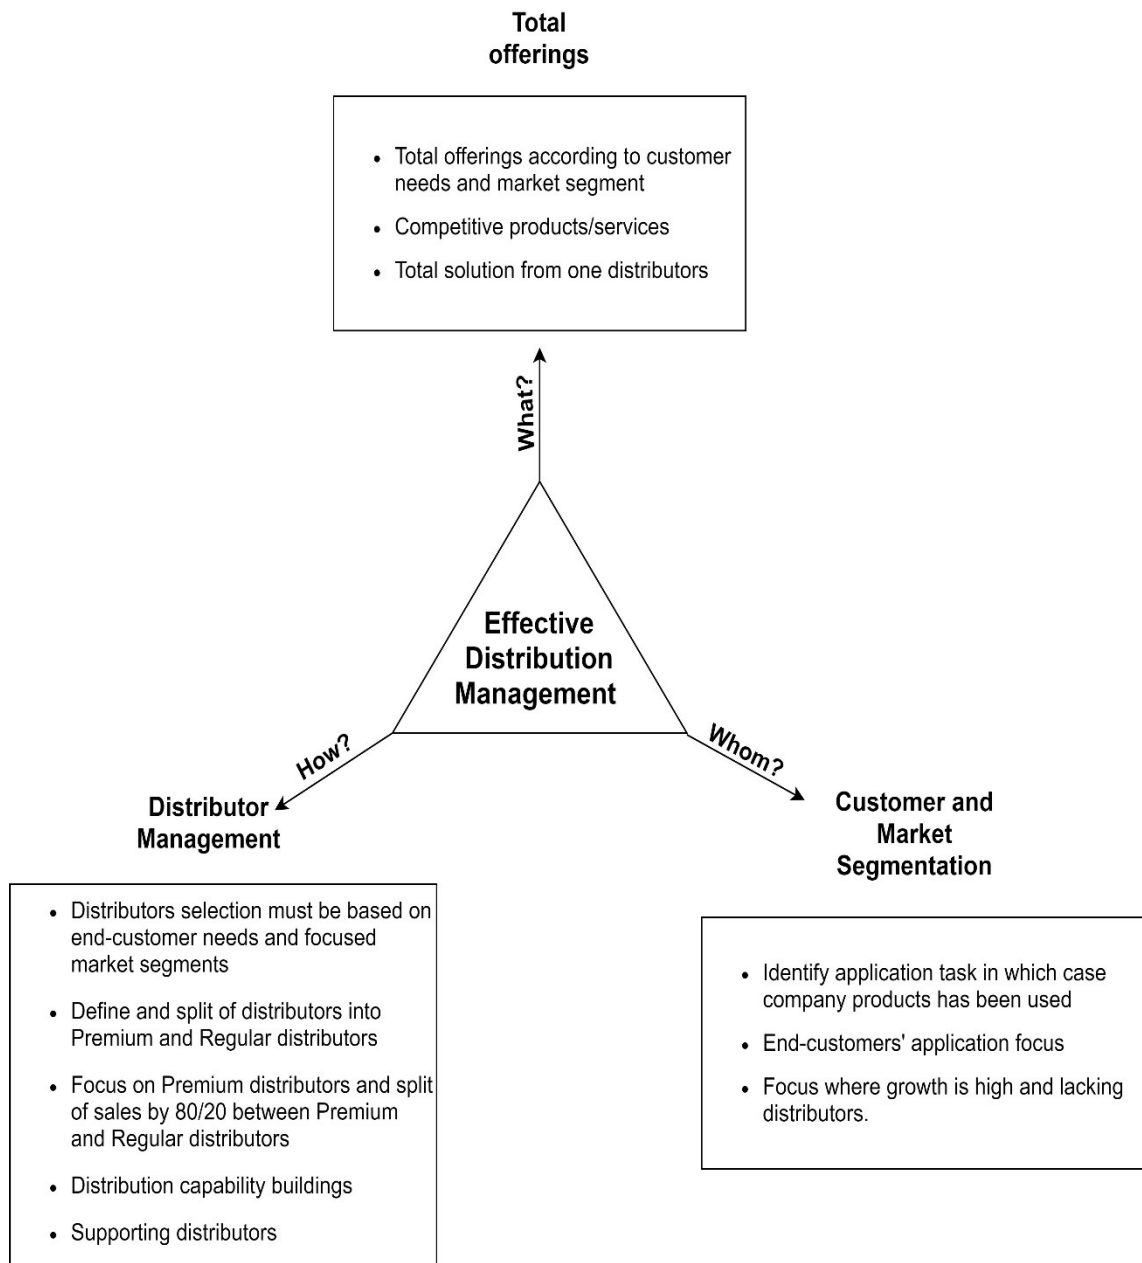 Total
offerings
• Total offerings according to customer
needs and market segment
• Competitive products/services
• Total solution from one distributors
What?
Effective
Distribution
Management
How?
Whom?
Distributor
Management
• Distributors selection must be based on
end-customer needs and focused
market segments
• Define and split of distributors into
Premium and Regular distributors
• Focus on Premium distributors and split
of sales by 80/20 between Premium
and Regular distributors
• Distribution capability buildings
• Supporting distributors
Customer and
Market
Segmentation
• Identify application task in which case
company products has been used
• End-customers' application focus
• Focus where growth is high and lacking
distributors.